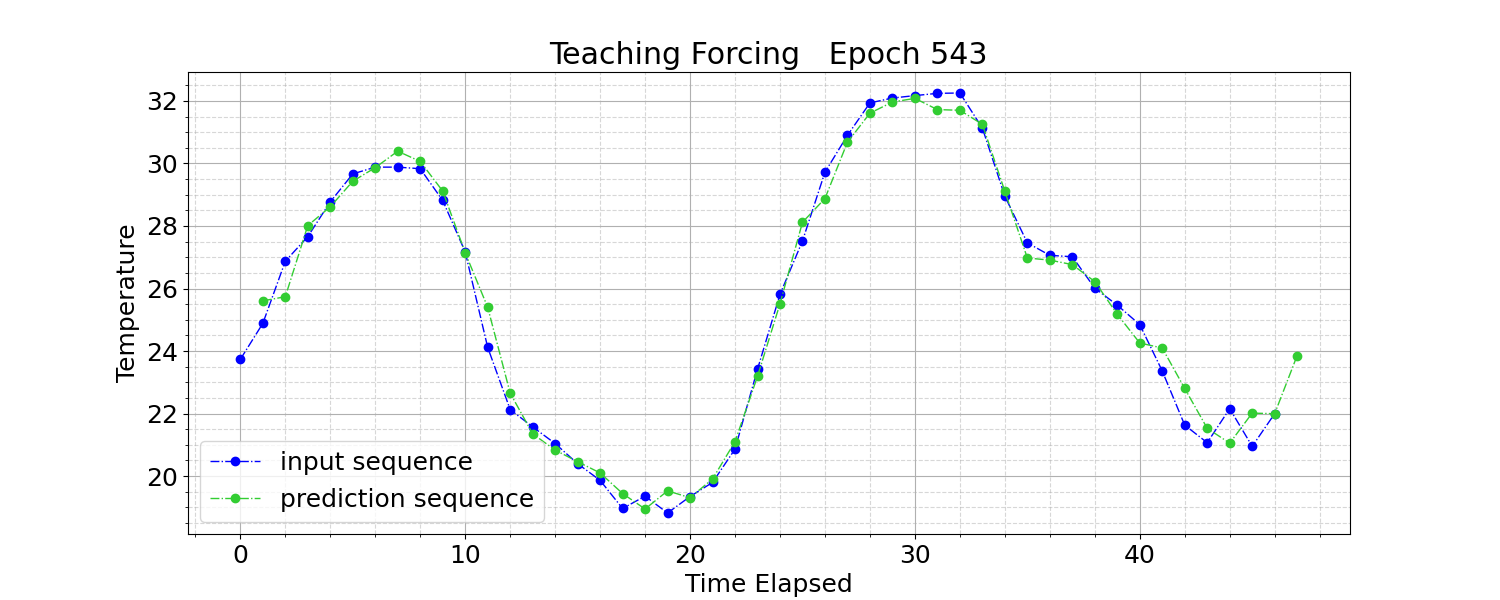 Teaching Forcing   Epoch 543
32
30
28
26
24
22
20
Temperature
input sequence
prediction sequence
0 10 20 30 40
Time Elapsed